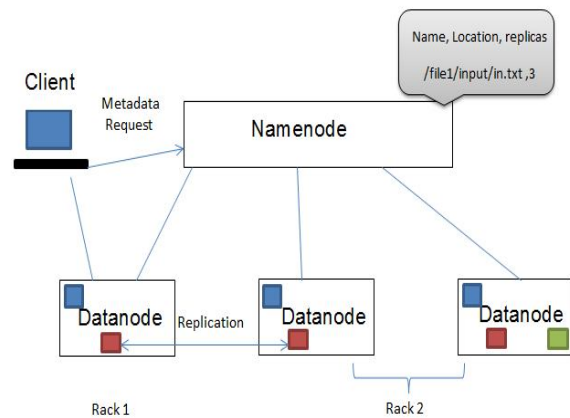 Name, Location, replicas
/file1/input/in.txt ,3
Client
Metadata
Request
Namenode
Datanode
Replication
Datanode
Datanode
Rack 1
Rack 2